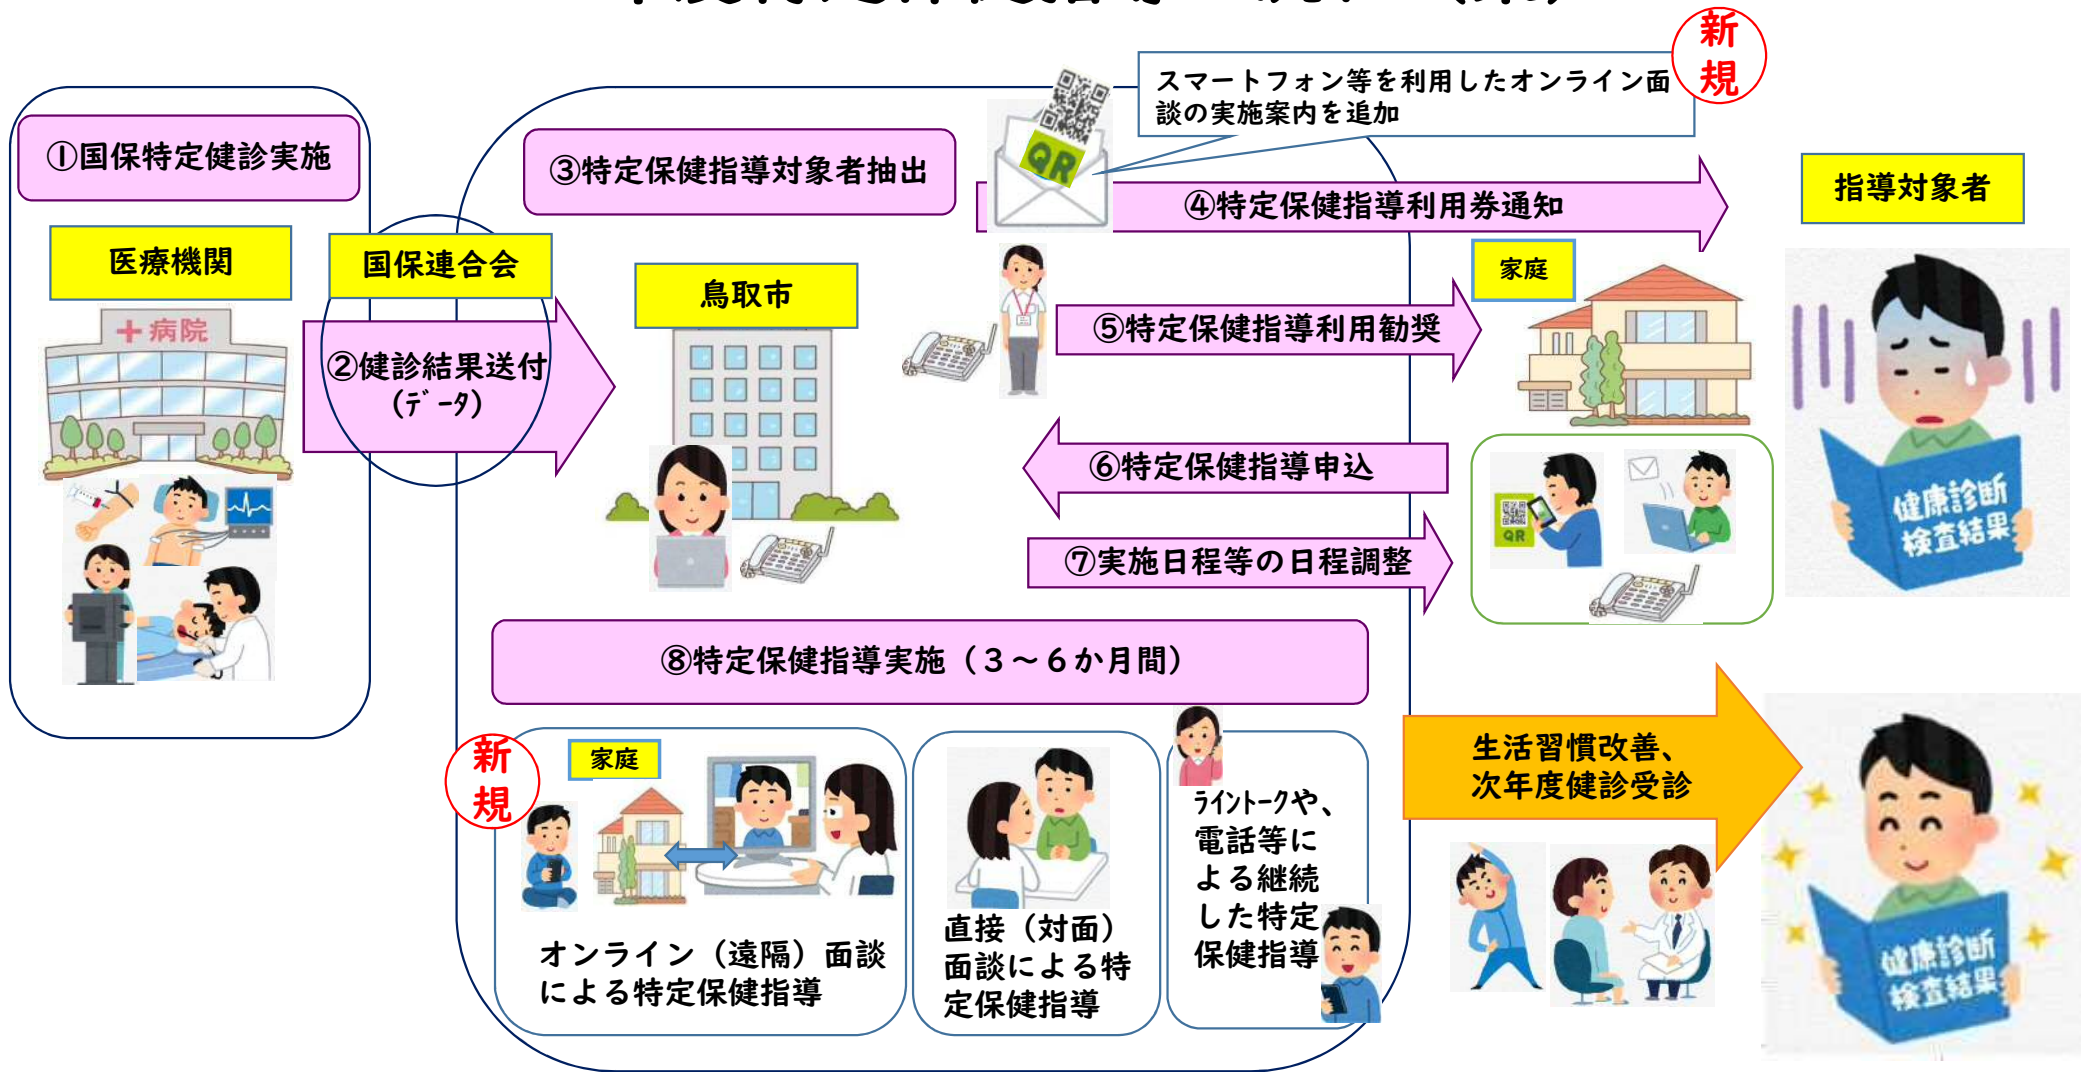 新
規
スマートフォン等を利用したオンライン面
談の実施案内を追加
①国保特定健診実施
③特定保健指導対象者抽出
QR
④特定保健指導利用券通知
指導対象者
医療機関
国保連合会
鳥取市
家庭
病院
②健診結果送付
(ﾃﾞｰﾀ)
⑤特定保健指導利用勧奨
⑥特定保健指導申込
QR
⑦実施日程等の日程調整
健康診断
検査結果
⑧特定保健指導実施（３～６か月間）
新
規
家庭
オンライン（遠隔）面談
による特定保健指導
直接（対面）
面談による特
定保健指導
ﾗｲﾝﾄｰｸや、
電話等に
よる継続
した特定
保健指導
生活習慣改善、
次年度健診受診
健康診断
検査結果